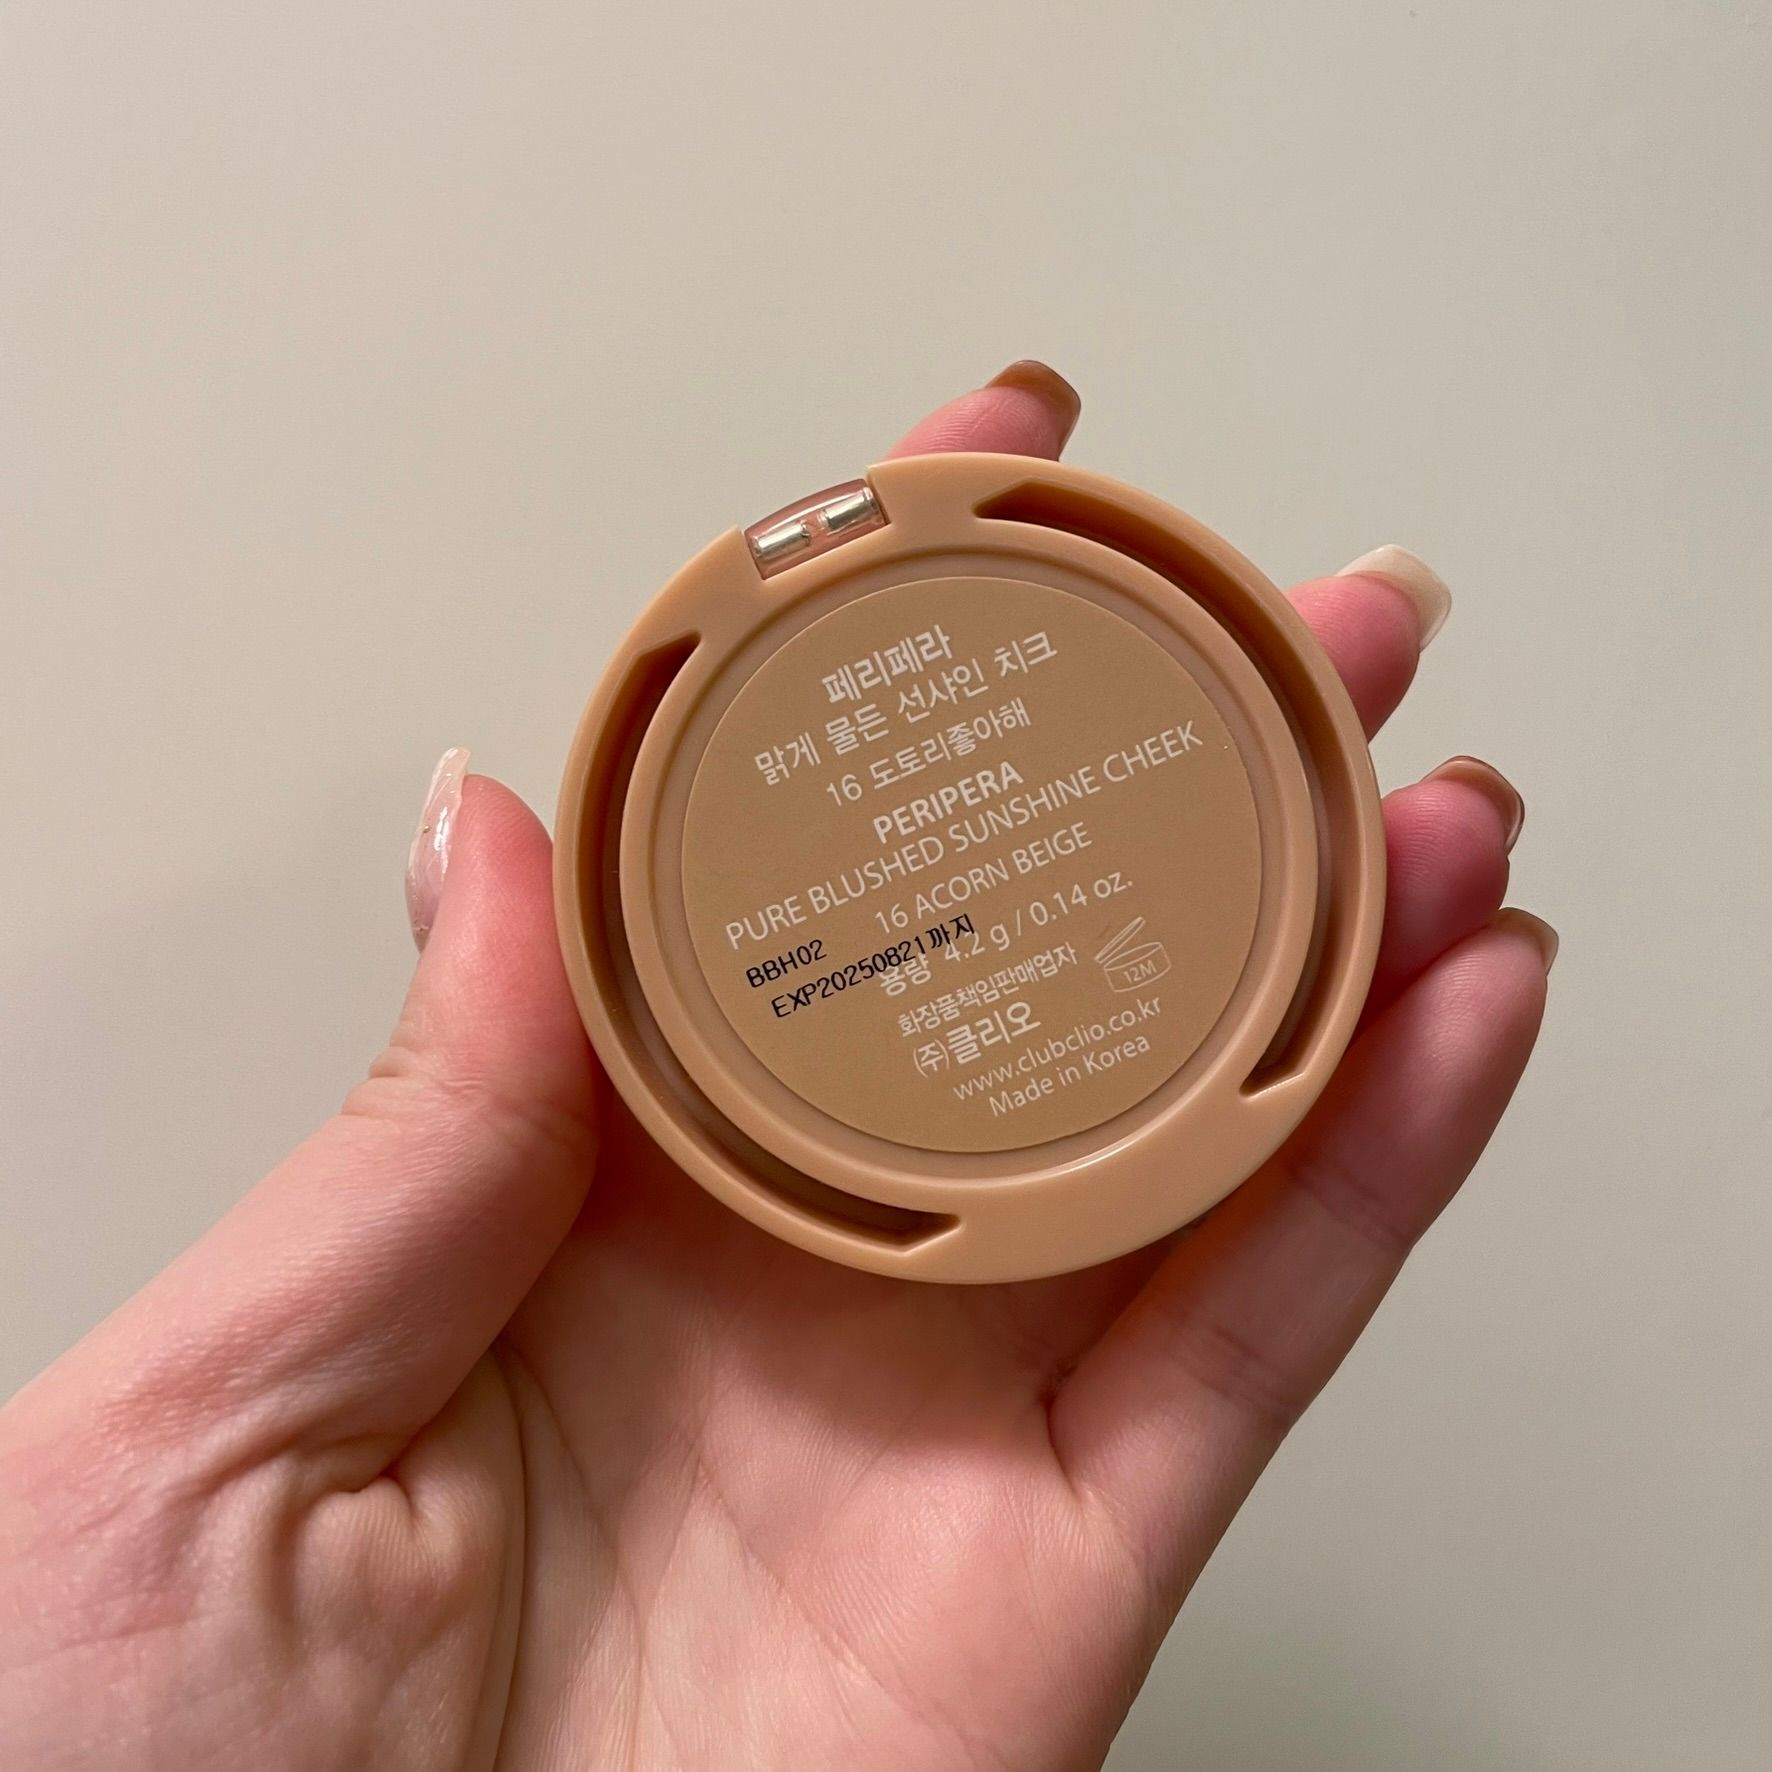 페리페라
맑게 물든 선샤인 치크
16 도토리좋아해
PERIPERA
PURE BLUSHED SUNSHINE CHEEK
16 ACORN BEIGE
용량 4.2 g / 0.14 oz.
BBH02
EXP20250821까지
12M
화장품책임판매업자
(주)클리오
www.clubclio.co.kr
Made in Korea